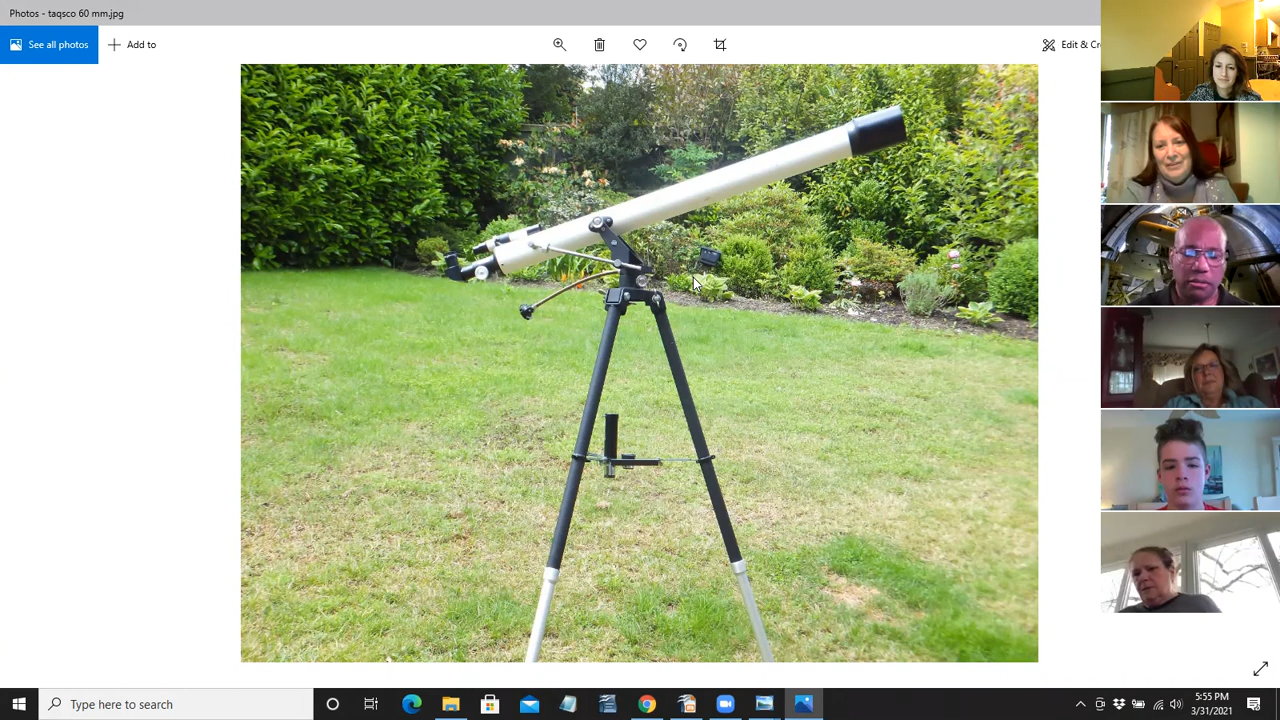 Photos - taqsco 60 mm.jpg
See all photos
Add to
Edit & Cr
Type here to search
5:55 PM
3/31/2021